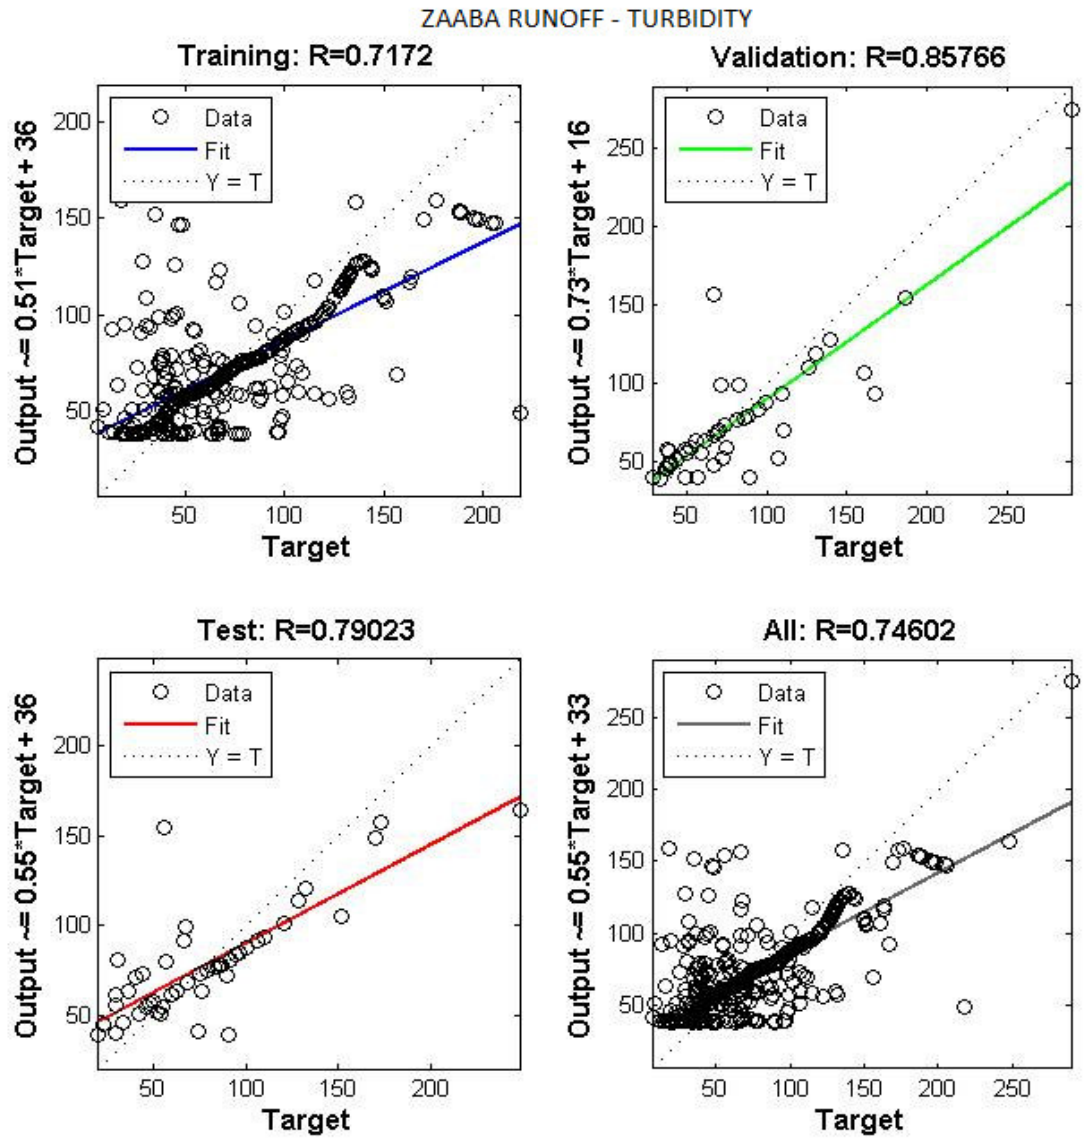 ZAABA RUNOFF - TURBIDITY
Training: R=0.7172
Output ~= 0.51*Target + 36
200
150
100
50
Data
Fit
Y = T
50 100 150 200
Target
Validation: R=0.85766
Output ~= 0.73*Target + 16
250
200
150
100
50
Data
Fit
Y = T
50 100 150 200 250
Target
Test: R=0.79023
Output ~= 0.55*Target + 36
200
150
100
50
Data
Fit
Y = T
50 100 150 200
Target
All: R=0.74602
Output ~= 0.55*Target + 33
250
200
150
100
50
Data
Fit
Y = T
50 100 150 200 250
Target